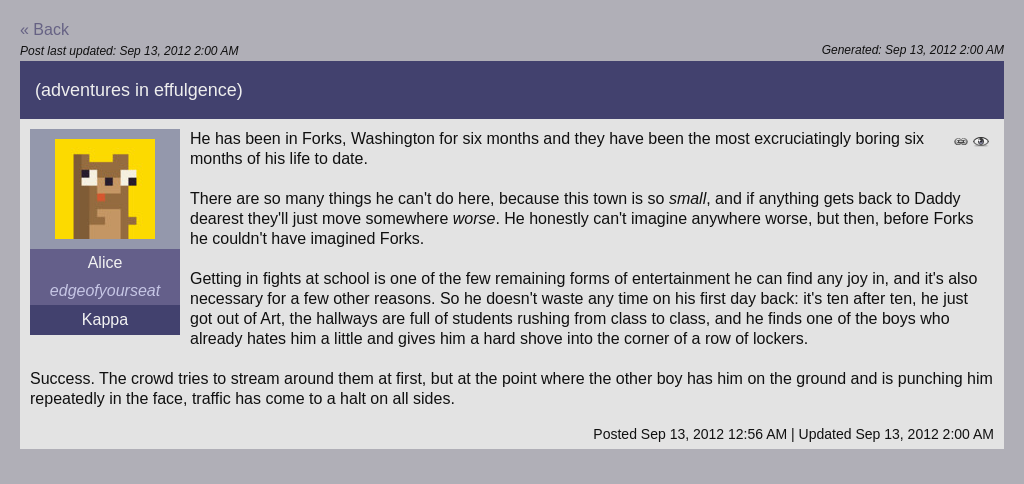 « Back
Post last updated: Sep 13, 2012 2:00 AM
Generated: Sep 13, 2012 2:00 AM
(adventures in effulgence)
Alice
edgeofyourseat
Kappa
He has been in Forks, Washington for six months and they have been the most excruciatingly boring six
months of his life to date.
There are so many things he can't do here, because this town is so small, and if anything gets back to Daddy
dearest they'll just move somewhere worse. He honestly can't imagine anywhere worse, but then, before Forks
he couldn't have imagined Forks.
Getting in fights at school is one of the few remaining forms of entertainment he can find any joy in, and it's also
necessary for a few other reasons. So he doesn't waste any time on his first day back: it's ten after ten, he just
got out of Art, the hallways are full of students rushing from class to class, and he finds one of the boys who
already hates him a little and gives him a hard shove into the corner of a row of lockers.
Success. The crowd tries to stream around them at first, but at the point where the other boy has him on the ground and is punching him
repeatedly in the face, traffic has come to a halt on all sides.
Posted Sep 13, 2012 12:56 AM | Updated Sep 13, 2012 2:00 AM